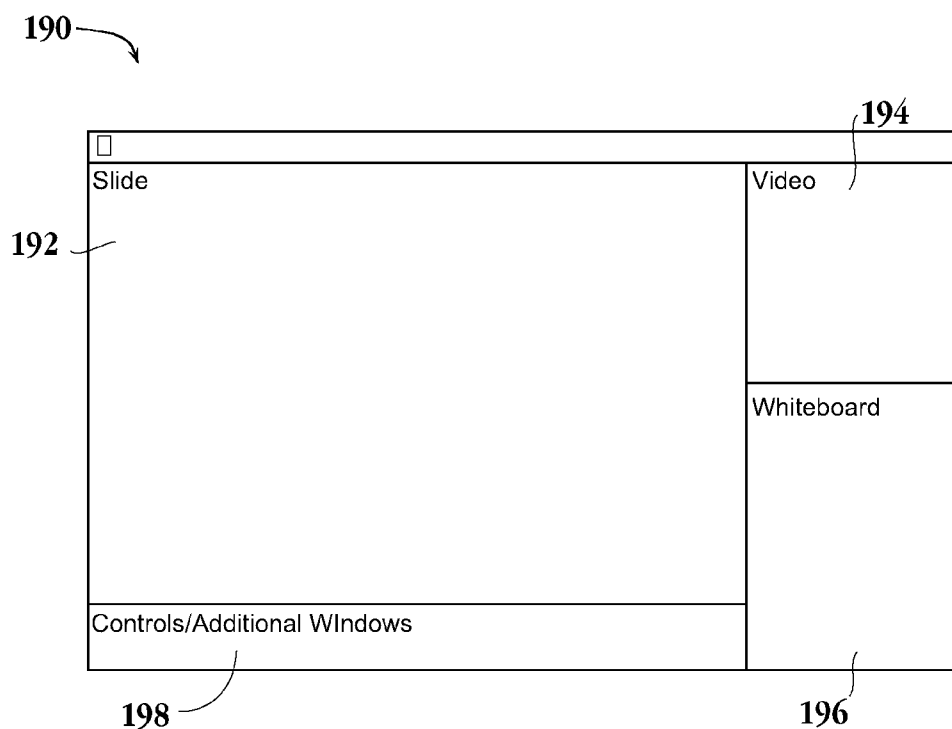 190
194
Slide
Video
192
Whiteboard
Controls/Additional WIndows
198
196